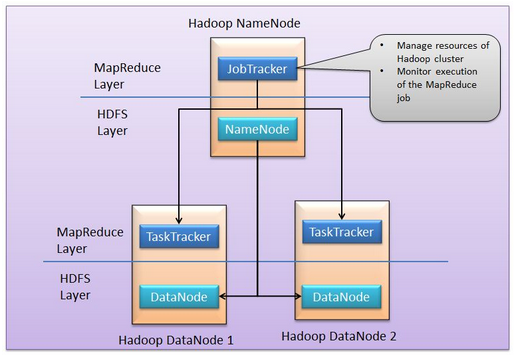 Hadoop NameNode
MapReduce
Layer
JobTracker
• Manage resources of
Hadoop cluster
• Monitor execution
of the MapReduce
job
HDFS
Layer
NameNode
MapReduce
Layer
TaskTracker
TaskTracker
HDFS
Layer
DataNode
DataNode
Hadoop DataNode 1
Hadoop DataNode 2